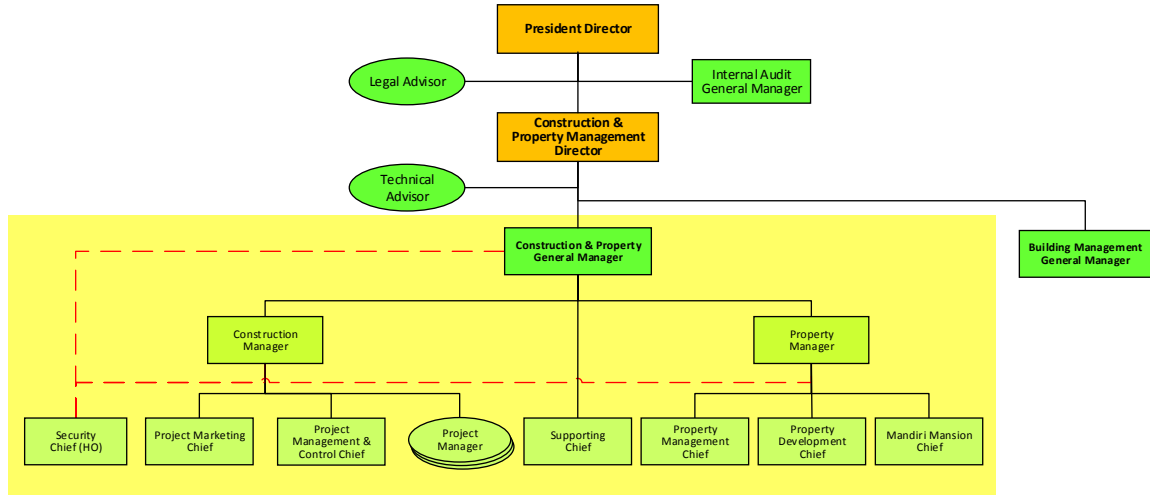 President Director
Legal Advisor
Internal Audit
General Manager
Construction &
Property Management
Director
Technical
Advisor
Construction & Property
General Manager
Building Management
General Manager
Construction
Manager
Property
Manager
Security
Chief (HO)
Project Marketing
Chief
Project
Management &
Control Chief
Project
Manager
Supporting
Chief
Property
Management Chief
Property
Development
Chief
Mandiri Mansion
Chief